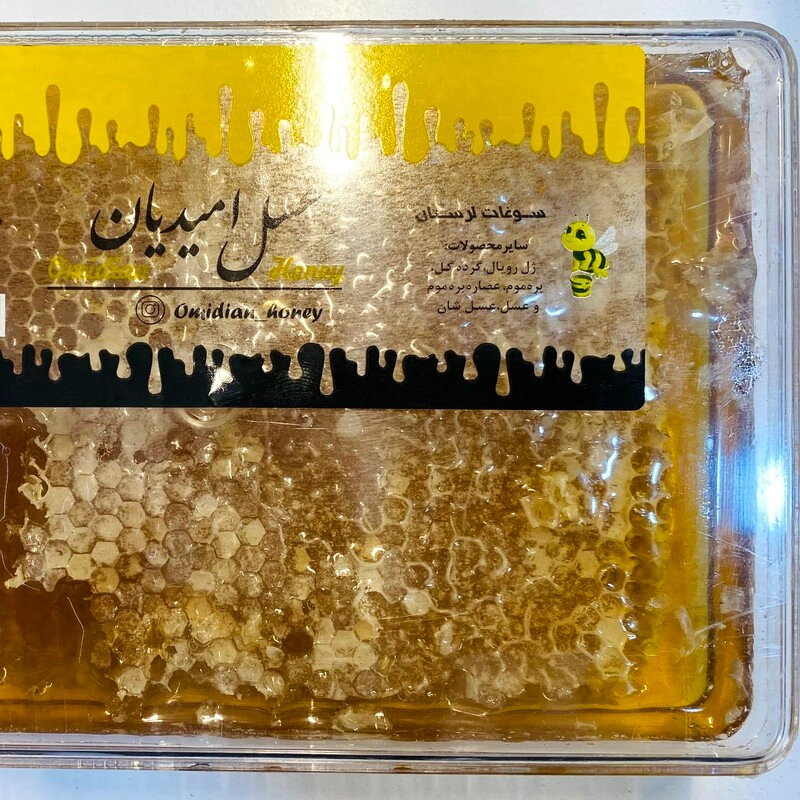 سوغات لارستان
سایر محصولات:
ژل رویال، گرده گل،
بره موم، عصاره بره موم
و عسل، عسل شان
عسل امیدیان
Omidian Honey
Omidian_honey